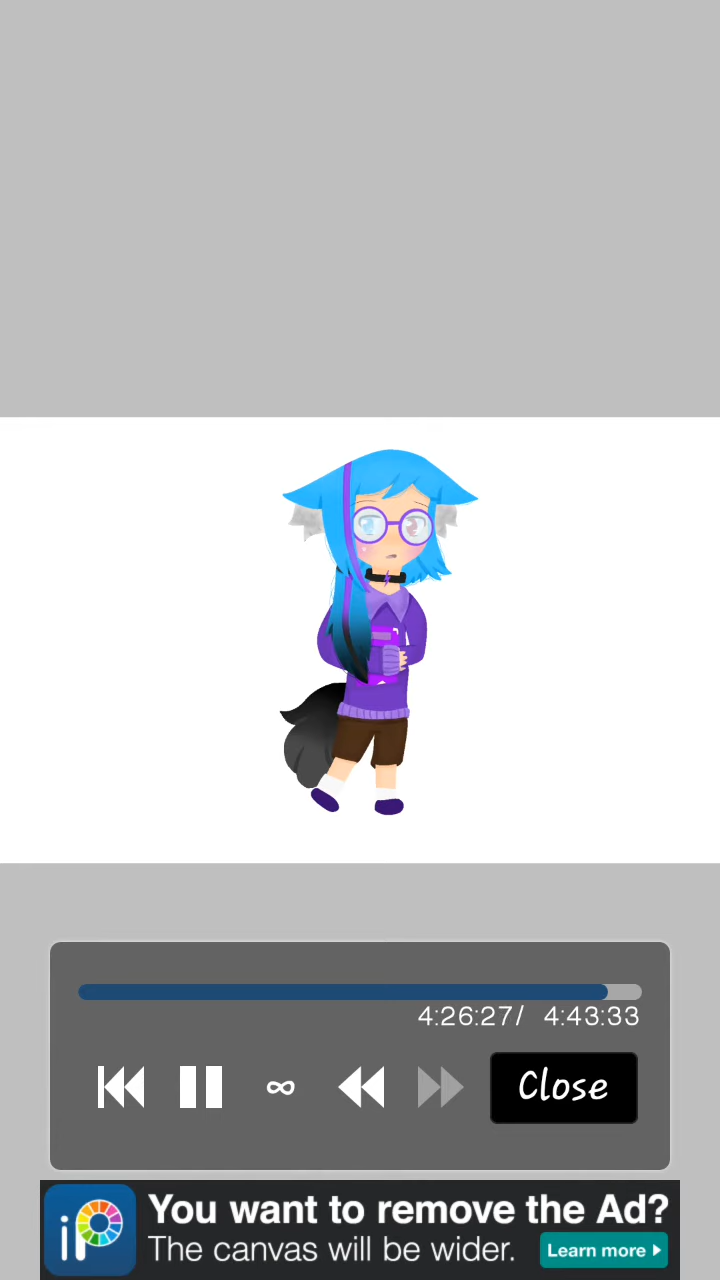 4:26:27/ 4:43:33
Close
iP
You want to remove the Ad?
The canvas will be wider.
Learn more